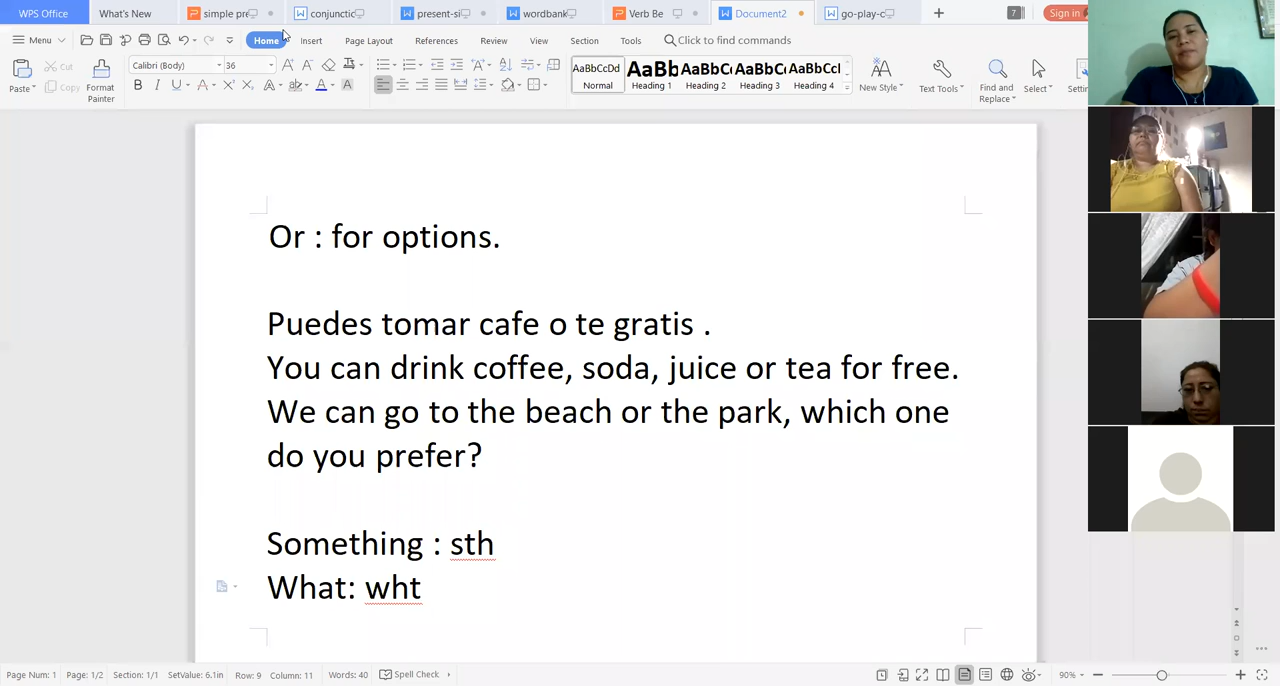 WPS Office What's New simple pre conjunctic present-si wordbank Verb Be Document2 go-play-c 7 Sign in
Menu Home Insert Page Layout References Review View Section Tools Click to find commands
Paste Cut Copy Format Painter Calibri (Body) 36 AaBbCcDd Normal AaBb Heading 1 AaBbC Heading 2 AaBbC Heading 3 AaBbCcI Heading 4 New Style Text Tools Find and Replace Select
Or : for options.
Puedes tomar cafe o te gratis .
You can drink coffee, soda, juice or tea for free.
We can go to the beach or the park, which one
do you prefer?
Something : sth
What: wht
Page Num: 1 Page: 1/2 Section: 1/1 SetValue: 6.1in Row: 9 Column: 11 Words: 40 Spell Check 90%